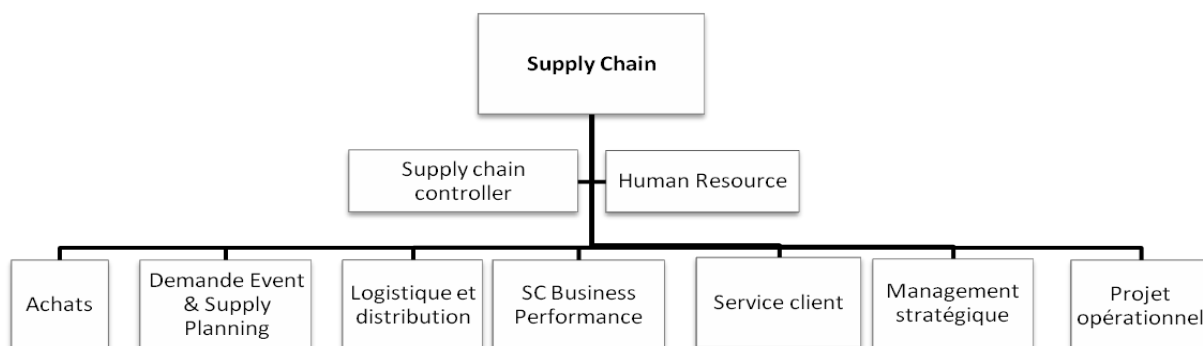 Supply Chain
Supply chain
controller
Human Resource
Achats
Demande Event
& Supply
Planning
Logistique et
distribution
SC Business
Performance
Service client
Management
stratégique
Projet
opérationnel